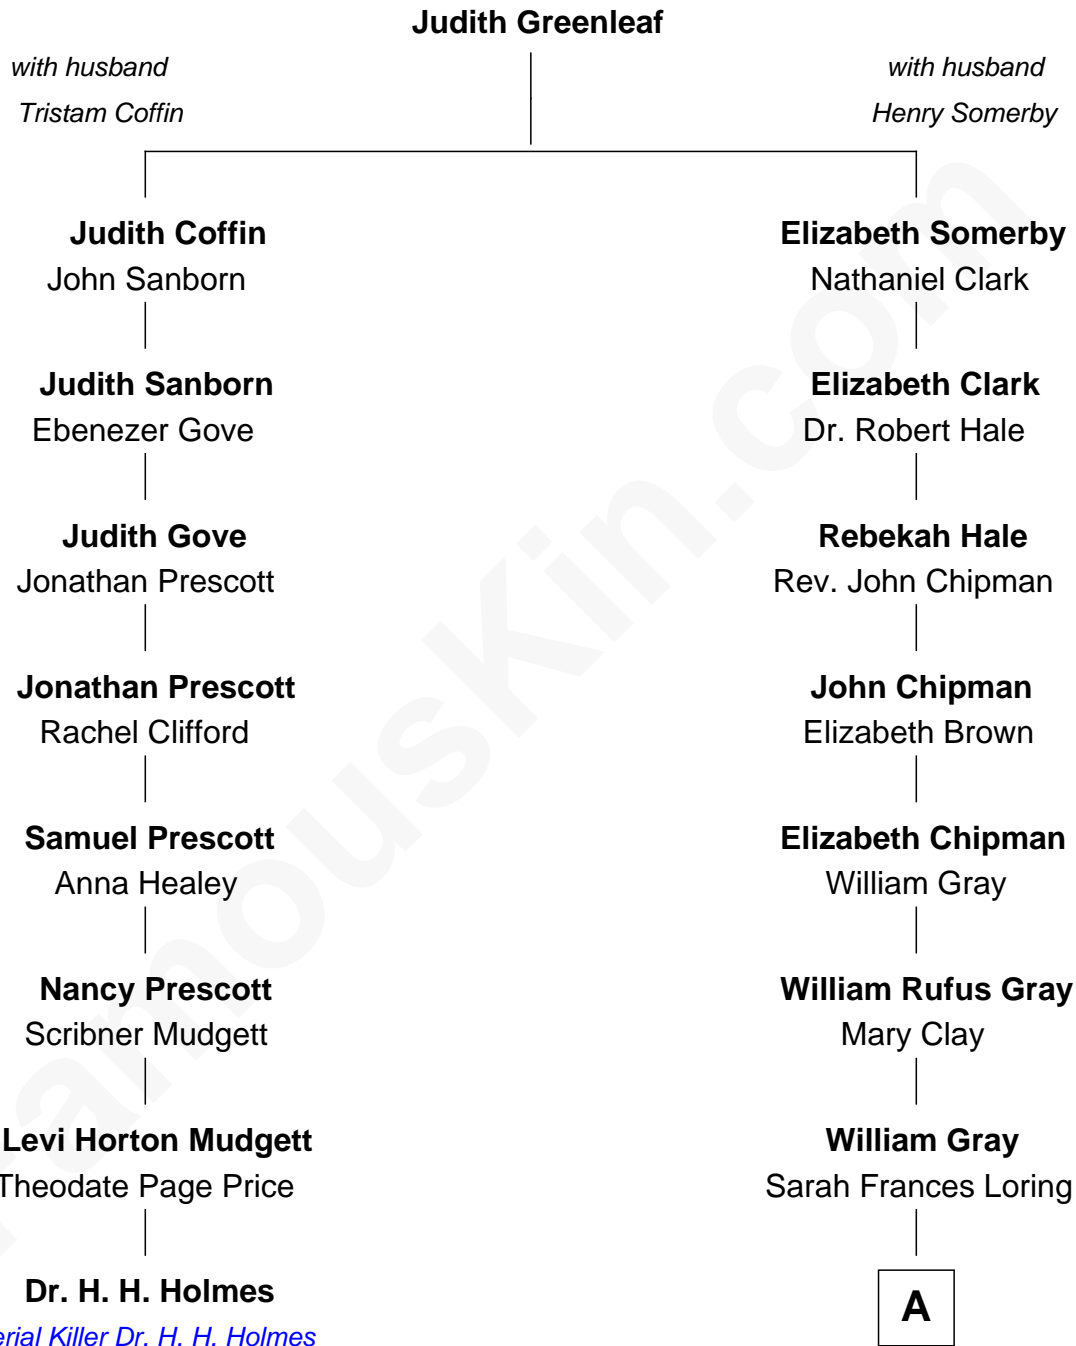 Judith Greenleaf
with husband
Tristam Coffin
with husband
Henry Somerby
Judith Coffin
John Sanborn
Elizabeth Somerby
Nathaniel Clark
Judith Sanborn
Ebenezer Gove
Elizabeth Clark
Dr. Robert Hale
Judith Gove
Jonathan Prescott
Rebekah Hale
Rev. John Chipman
Jonathan Prescott
Rachel Clifford
John Chipman
Elizabeth Brown
Samuel Prescott
Anna Healey
Elizabeth Chipman
William Gray
Nancy Prescott
Scribner Mudgett
William Rufus Gray
Mary Clay
Levi Horton Mudgett
Theodate Page Price
William Gray
Sarah Frances Loring
Dr. H. H. Holmes
erial Killer Dr. H. H. Holmes
A
FamousKin.com